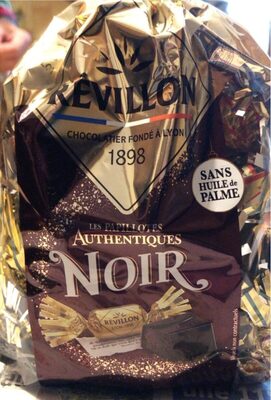 RÉVILLON
CHOCOLATIER FONDÉ À LYON
1898
SANS
HUILE de
PALME
LES PAPILLOTES
AUTHENTIQUES
NOIR
RÉVILLON